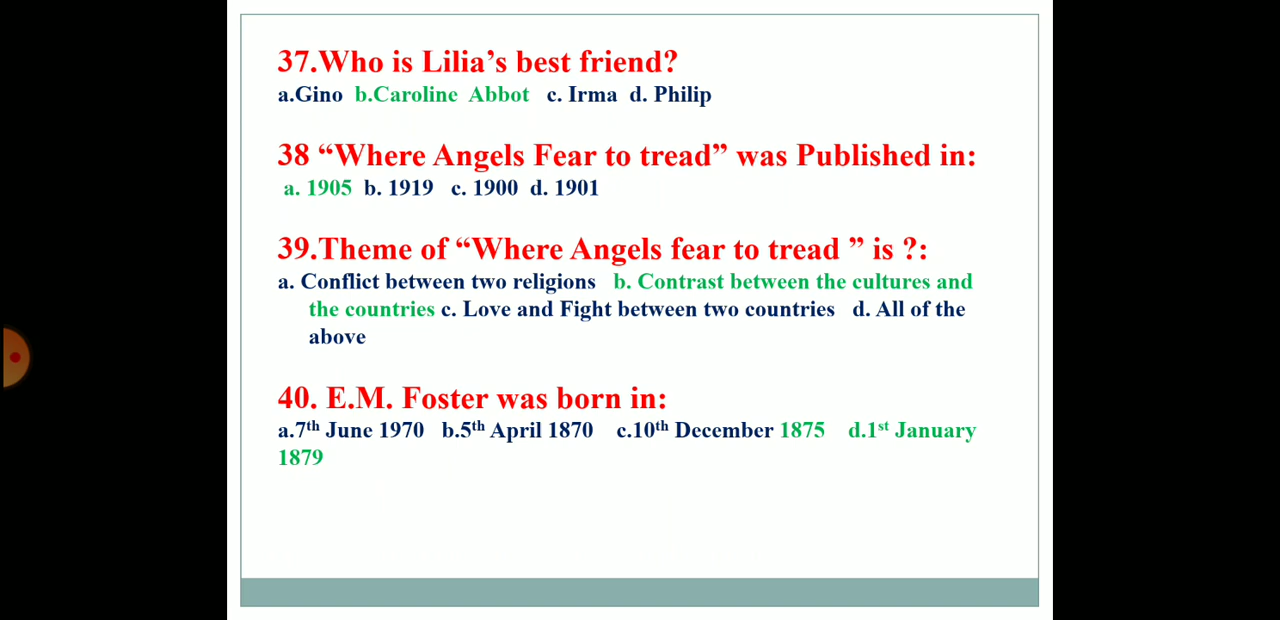 37.Who is Lilia’s best friend?
a.Gino b.Caroline Abbot c. Irma d. Philip
38 “Where Angels Fear to tread” was Published in:
a. 1905 b. 1919 c. 1900 d. 1901
39.Theme of “Where Angels fear to tread ” is ?:
a. Conflict between two religions b. Contrast between the cultures and
the countries c. Love and Fight between two countries d. All of the
above
40. E.M. Foster was born in:
a.7th June 1970 b.5th April 1870 c.10th December 1875 d.1st January
1879